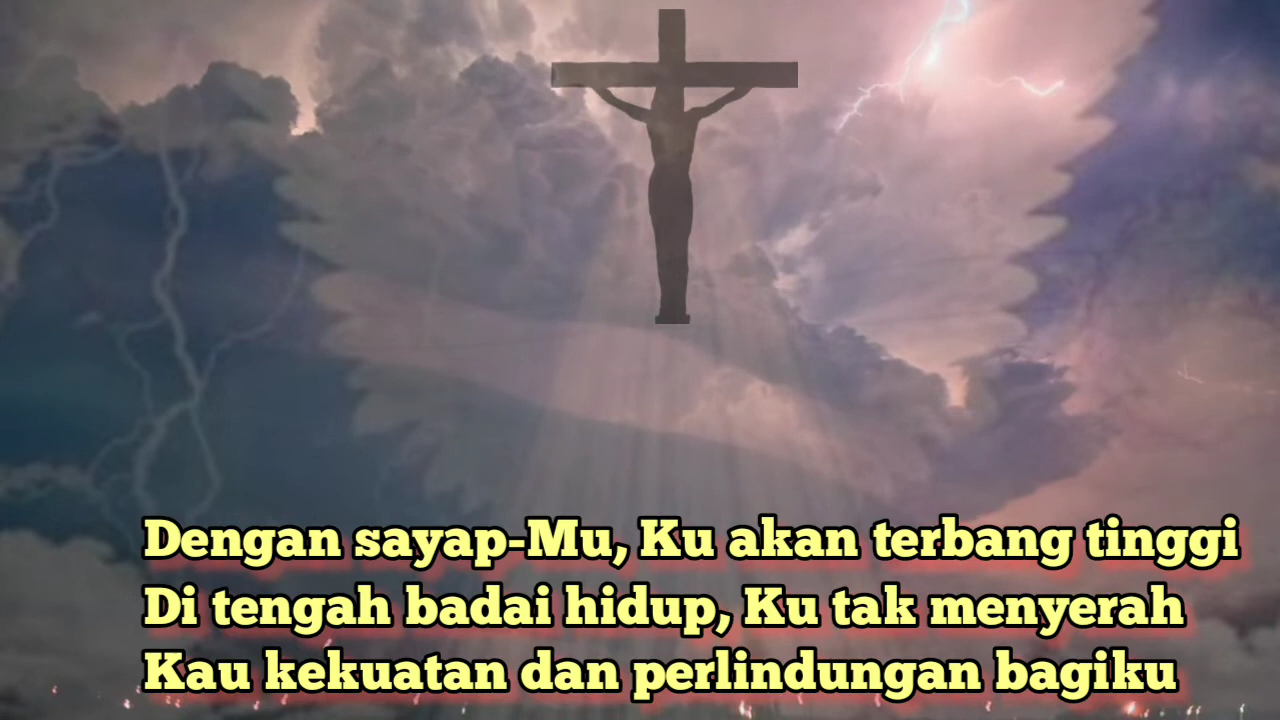 Dengan sayap-Mu, Ku akan terbang tinggi
Di tengah badai hidup, Ku tak menyerah
Kau kekuatan dan perlindungan bagiku